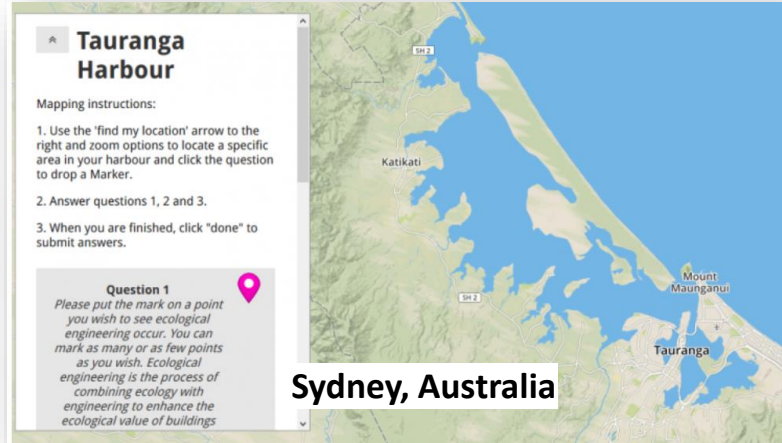 Tauranga
Harbour
Mapping instructions:
1. Use the 'find my location' arrow to the
right and zoom options to locate a specific
area in your harbour and click the question
to drop a Marker.
2. Answer questions 1, 2 and 3.
3. When you are finished, click "done" to
submit answers.
Question 1
Please put the mark on a point
you wish to see ecological
engineering occur. You can
mark as many or as few points
as you wish. Ecological
engineering is the process of
combining ecology with
engineering to enhance the
ecological value of buildings
SH 2
Katikati
SH 2
Mount
Maunganui
Tauranga
Sydney, Australia